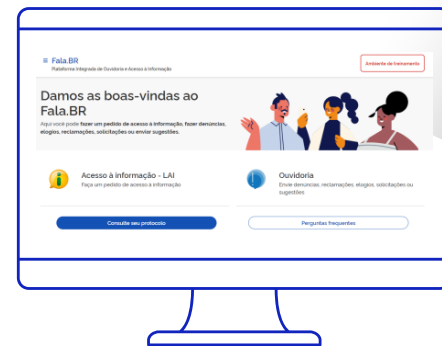 ≡ Fala.BR
Plataforma Integrada de Ouvidoria e Acesso à Informação
Ambiente de treinamento
Damos as boas-vindas ao
Fala.BR
Aqui você pode fazer um pedido de acesso à informação, fazer denúncias,
elogios, reclamações, solicitações ou enviar sugestões.
Acesso à informação - LAI
Faça um pedido de acesso à informação
Ouvidoria
Envie denúncias, reclamações, elogios, solicitações ou
sugestões
Consulte seu protocolo
Perguntas frequentes